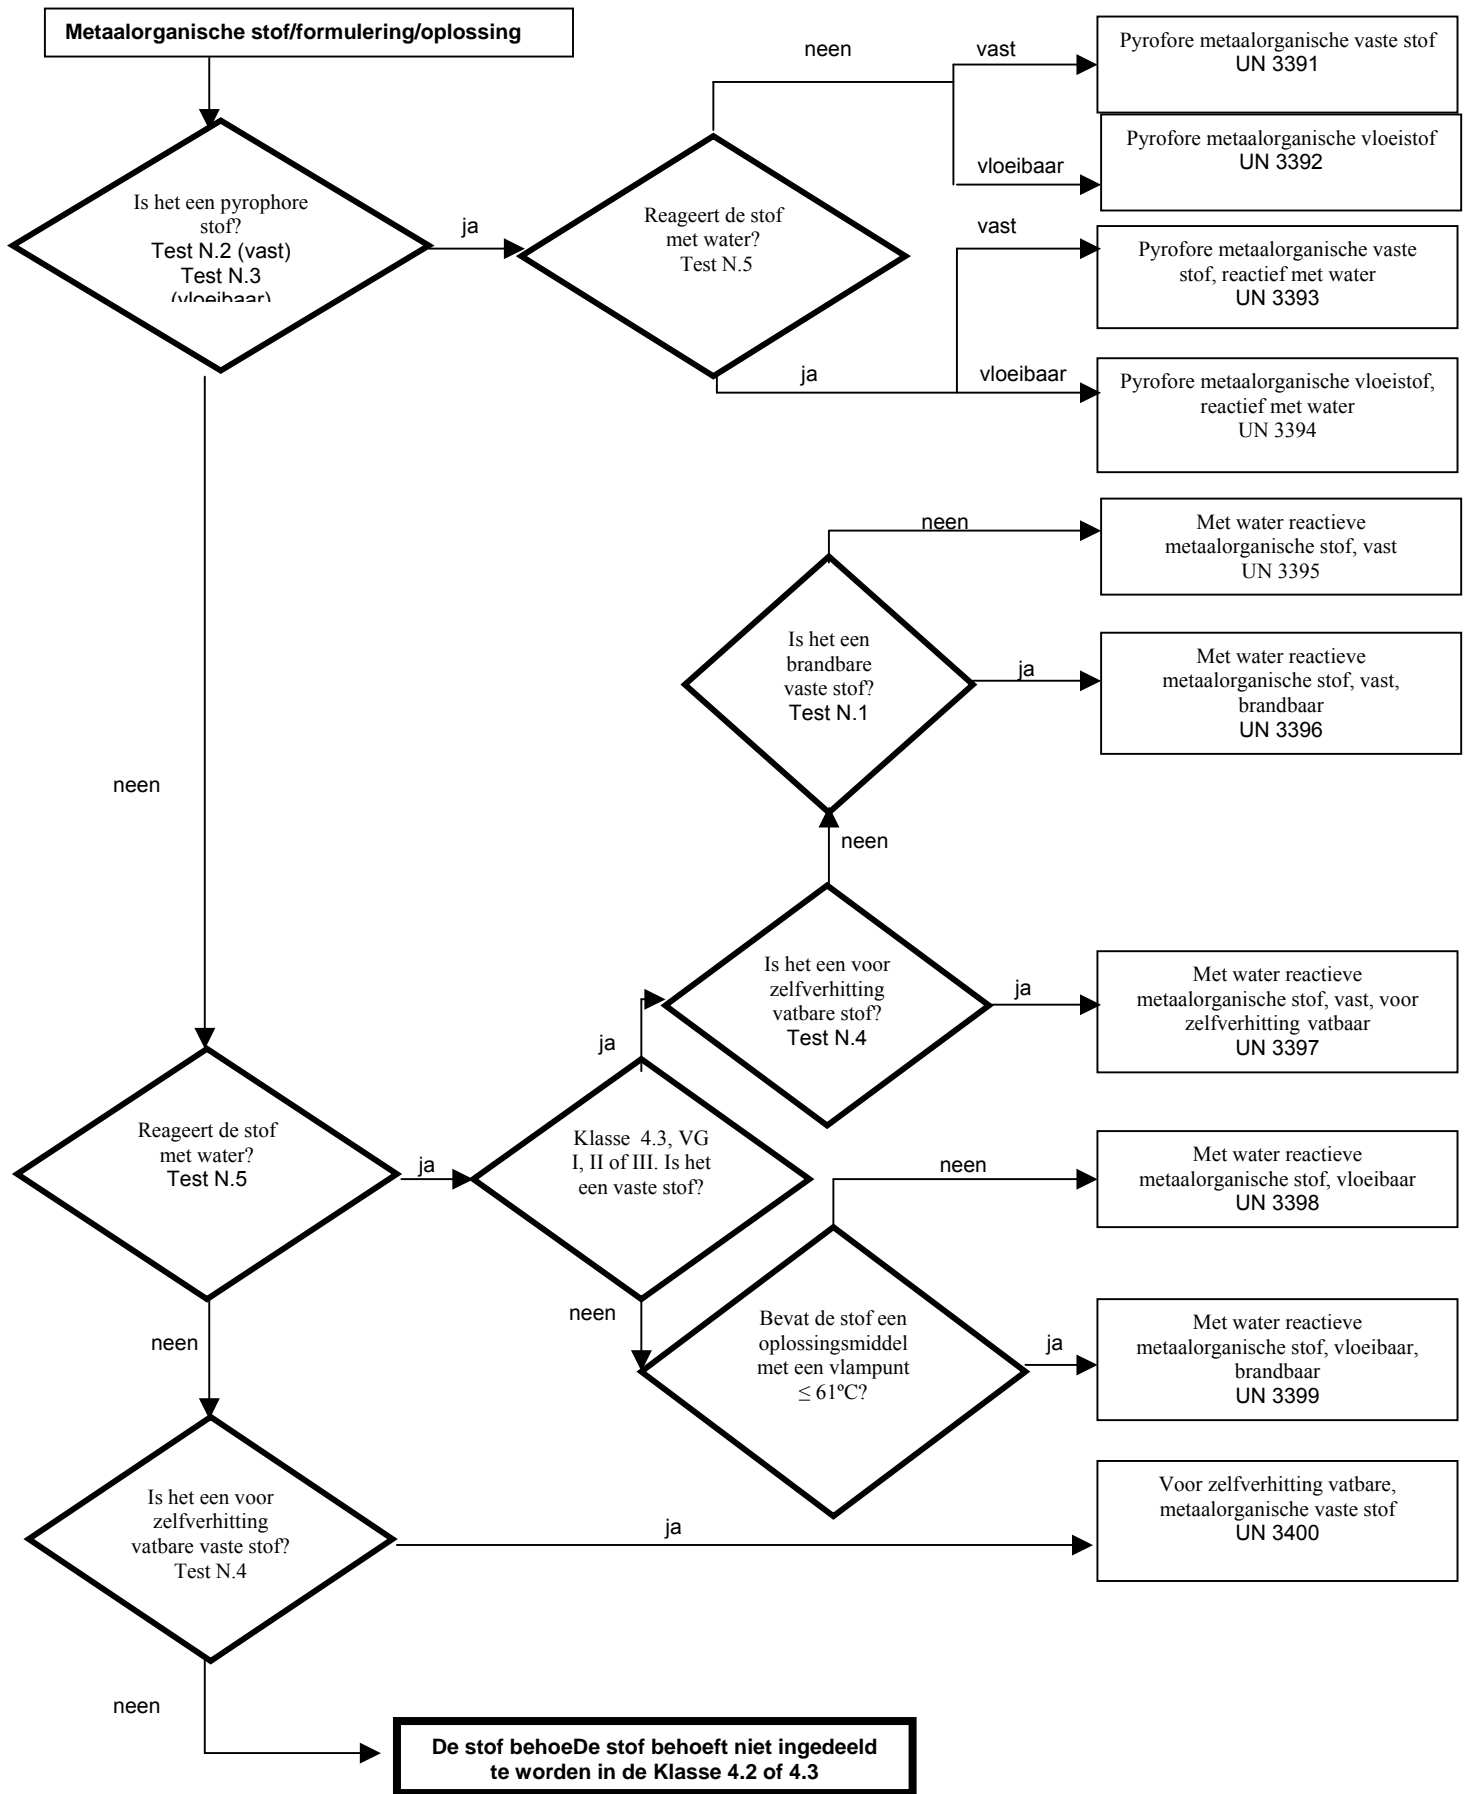 Metaalorganische stof/formulering/oplossing
neen
vast
Pyrofore metaalorganische vaste stof
UN 3391
vloeibaar
Pyrofore metaalorganische vloeistof
UN 3392
Is het een pyrophore
stof?
Test N.2 (vast)
Test N.3
(vloeibaar)
ja
Reageert de stof
met water?
Test N.5
vast
Pyrofore metaalorganische vaste
stof, reactief met water
UN 3393
ja
vloeibaar
Pyrofore metaalorganische vloeistof,
reactief met water
UN 3394
neen
Met water reactieve
metaalorganische stof, vast
UN 3395
Is het een
brandbare
vaste stof?
Test N.1
ja
Met water reactieve
metaalorganische stof, vast,
brandbaar
UN 3396
neen
neen
Is het een voor
zelfverhitting
vatbare stof?
Test N.4
ja
Met water reactieve
metaalorganische stof, vast, voor
zelfverhitting vatbaar
UN 3397
ja
Reageert de stof
met water?
Test N.5
ja
Klasse 4.3, VG
I, II of III. Is het
een vaste stof?
neen
Met water reactieve
metaalorganische stof, vloeibaar
UN 3398
neen
neen
Bevat de stof een
oplossingsmiddel
met een vlampunt
≤ 61ºC?
ja
Met water reactieve
metaalorganische stof, vloeibaar,
brandbaar
UN 3399
Is het een voor
zelfverhitting
vatbare vaste stof?
Test N.4
ja
Voor zelfverhitting vatbare,
metaalorganische vaste stof
UN 3400
neen
De stof behoeDe stof behoeft niet ingedeeld
te worden in de Klasse 4.2 of 4.3